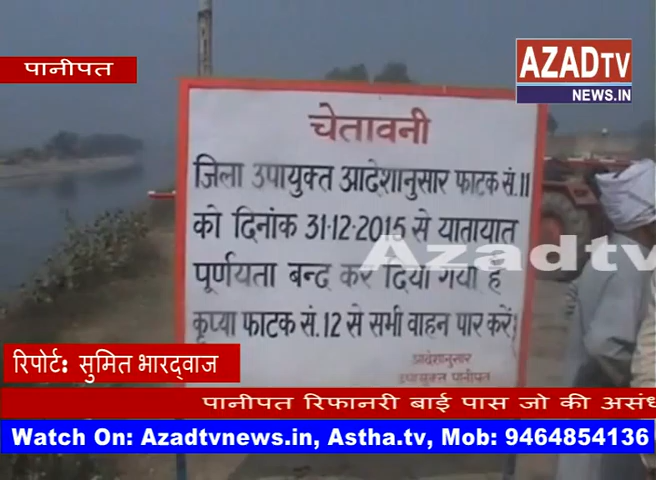 पानीपत
AZADTV
NEWS.IN
चेतावनी
जिला उपायुक्त आदेशानुसार फाटक सं.11
को दिनांक 31-12-2015 से यातायात
पूर्णयता बन्द कर दिया गया है
कृप्या फाटक सं.12 से सभी वाहन पार करें।
आदेशानुसार
उपायुक्त पानीपत
Azadtv
रिपोर्ट: सुमित भारद्वाज
पानीपत रिफानरी बाई पास जो की असंध
Watch On: Azadtvnews.in, Astha.tv, Mob: 9464854136